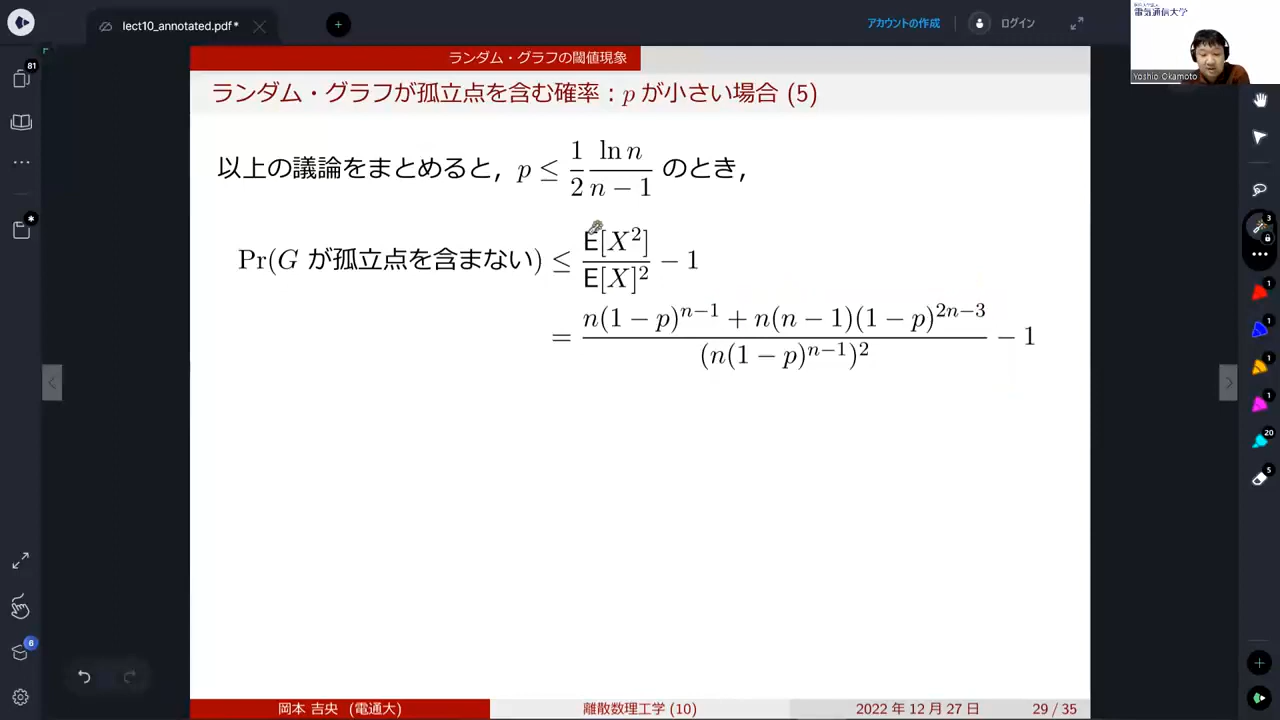 lect10_annotated.pdf*
アカウントの作成
ログイン
電気通信大学
Yoshio Okamoto
81
ランダム・グラフの閾値現象
ランダム・グラフが孤立点を含む確率：p が小さい場合 (5)
以上の議論をまとめると，p ≤ 1/2 ln n/(n − 1) のとき，
Pr(G が孤立点を含まない) ≤ E[X²]/E[X]² − 1
= (n(1 − p)ⁿ⁻¹ + n(n − 1)(1 − p)²ⁿ⁻³)/(n(1 − p)ⁿ⁻¹)² − 1
3
1
1
1
1
20
5
6
岡本 吉央 (電通大)
離散数理工学 (10)
2022 年 12 月 27 日
29 / 35